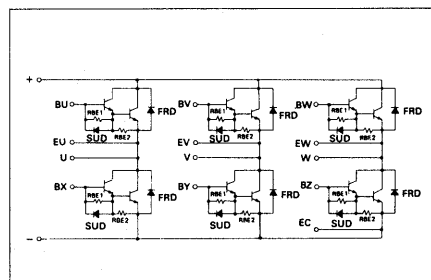 +
BU RBE1 RBE2 FRD BV RBE1 RBE2 FRD BW RBE1 RBE2 FRD
SUD SUD SUD
EU EV EW
U V W
BX RBE1 RBE2 FRD BY RBE1 RBE2 FRD BZ RBE1 RBE2 FRD
SUD SUD SUD
EC
−